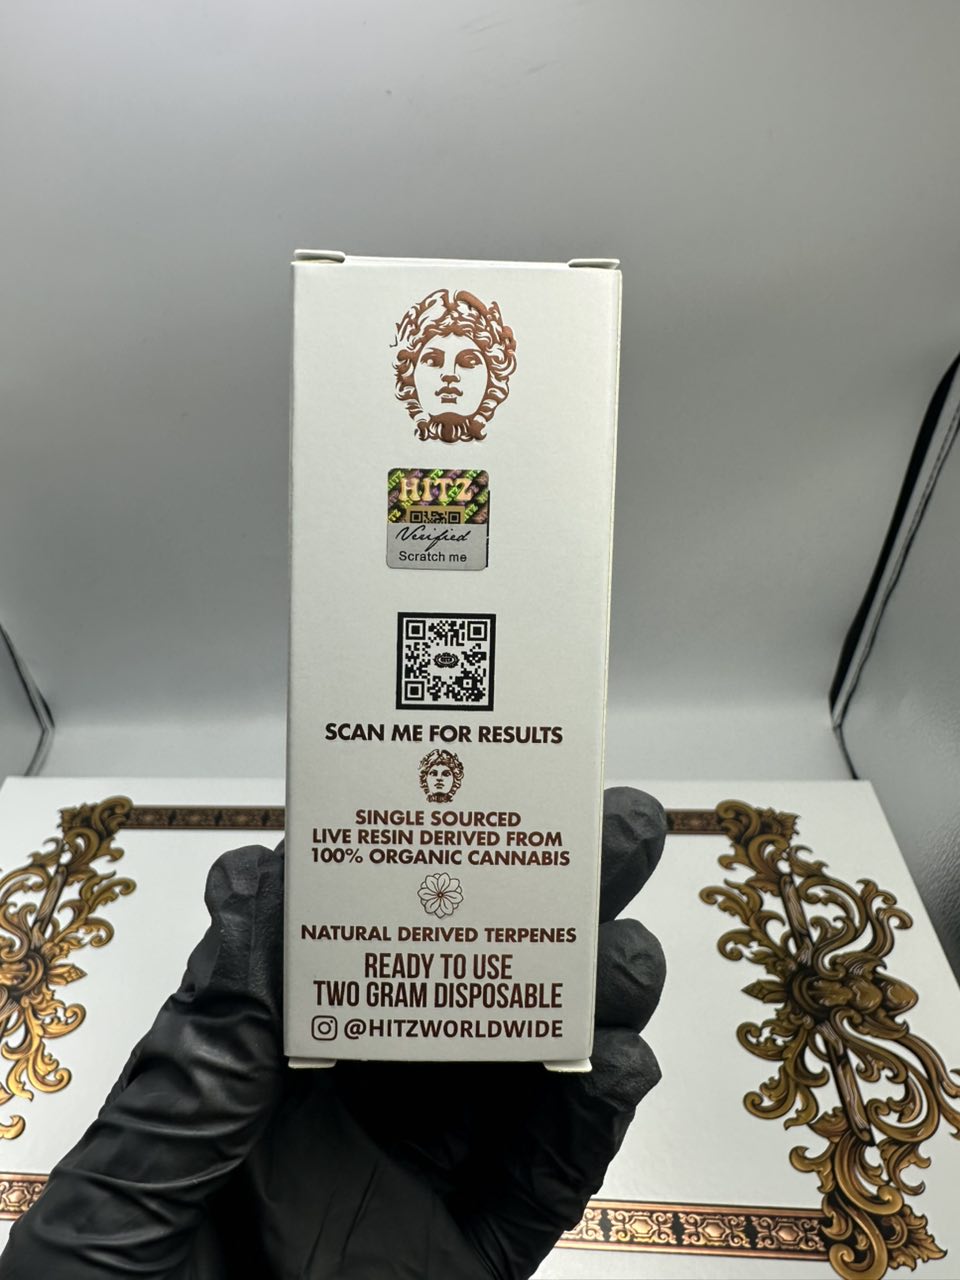 HITZ
Verified
Scratch me
SCAN ME FOR RESULTS
SINGLE SOURCED
LIVE RESIN DERIVED FROM
100% ORGANIC CANNABIS
NATURAL DERIVED TERPENES
READY TO USE
TWO GRAM DISPOSABLE
@HITZWORLDWIDE